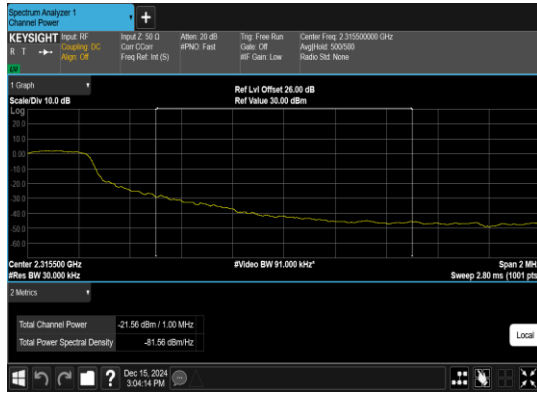 Spectrum Analyzer 1
Channel Power
+
KEYSIGHT Input: RF Input Z: 50 Ω Atten: 20 dB Trig: Free Run Center Freq: 2.315500000 GHz
R T Coupling: DC Corr CCorr #PNO: Fast Gate: Off Avg|Hold: 500/500
Align: Off Freq Ref: Int (S) #IF Gain: Low Radio Std: None
1 Graph
Ref Lvl Offset 26.00 dB
Scale/Div 10.0 dB Ref Value 30.00 dBm
Log
20.0
10.0
0.00
-10.0
-20.0
-30.0
-40.0
-50.0
-60.0
Center 2.315500 GHz #Video BW 91.000 kHz* Span 2 MH
#Res BW 30.000 kHz Sweep 2.80 ms (1001 pts
2 Metrics
Total Channel Power -21.56 dBm / 1.00 MHz
Total Power Spectral Density -81.56 dBm/Hz
Local
? Dec 15, 2024
3:04:14 PM